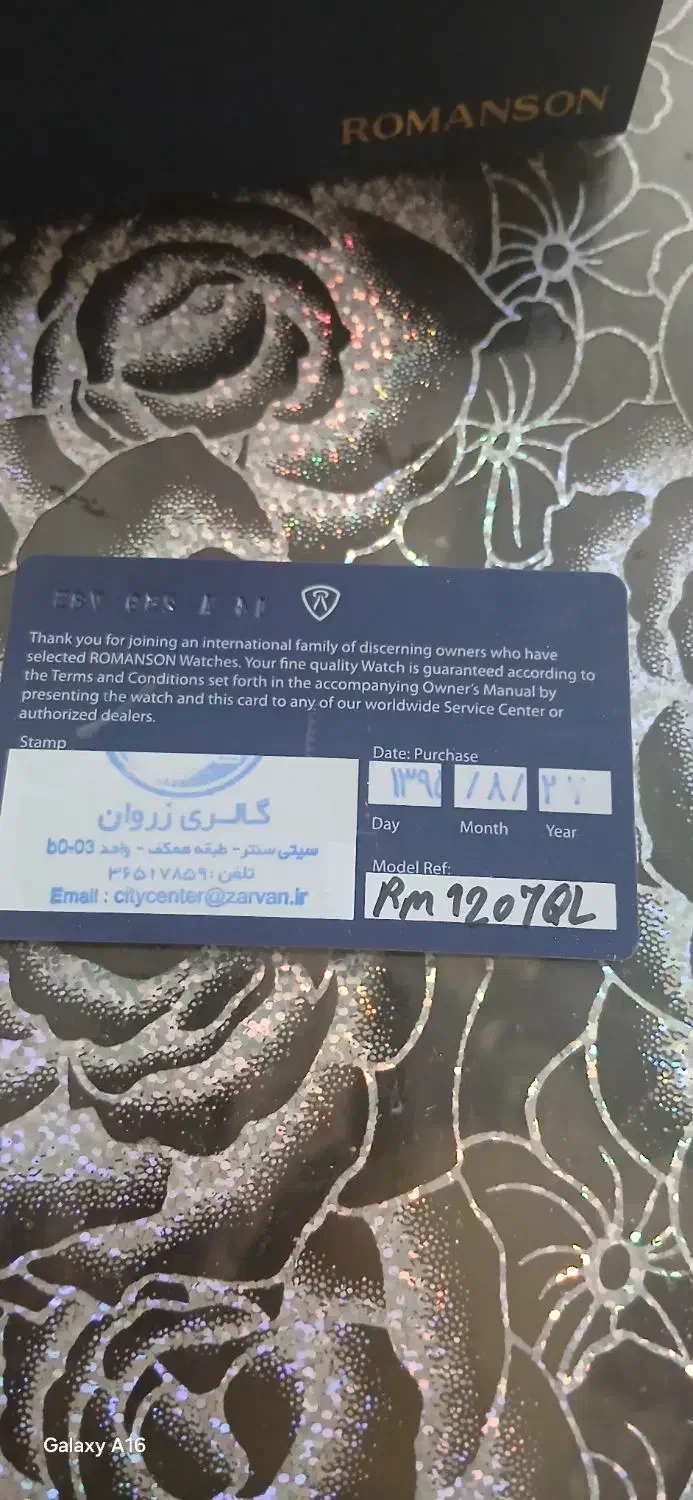 ROMANSON
Thank you for joining an international family of discerning owners who have
selected ROMANSON Watches. Your fine quality Watch is guaranteed according to
the Terms and Conditions set forth in the accompanying Owner's Manual by
presenting the watch and this card to any of our worldwide Service Center or
authorized dealers.
Stamp
گالری زروان
سیتی سنتر - طبقه همکف - واحد b0-03
تلفن: ۳۶۵۱۷۸۵۹
Email : citycenter@zarvan.ir
Date: Purchase
/۸/ ۲۷
Day Month Year
Model Ref:
RM1207QL
Galaxy A16